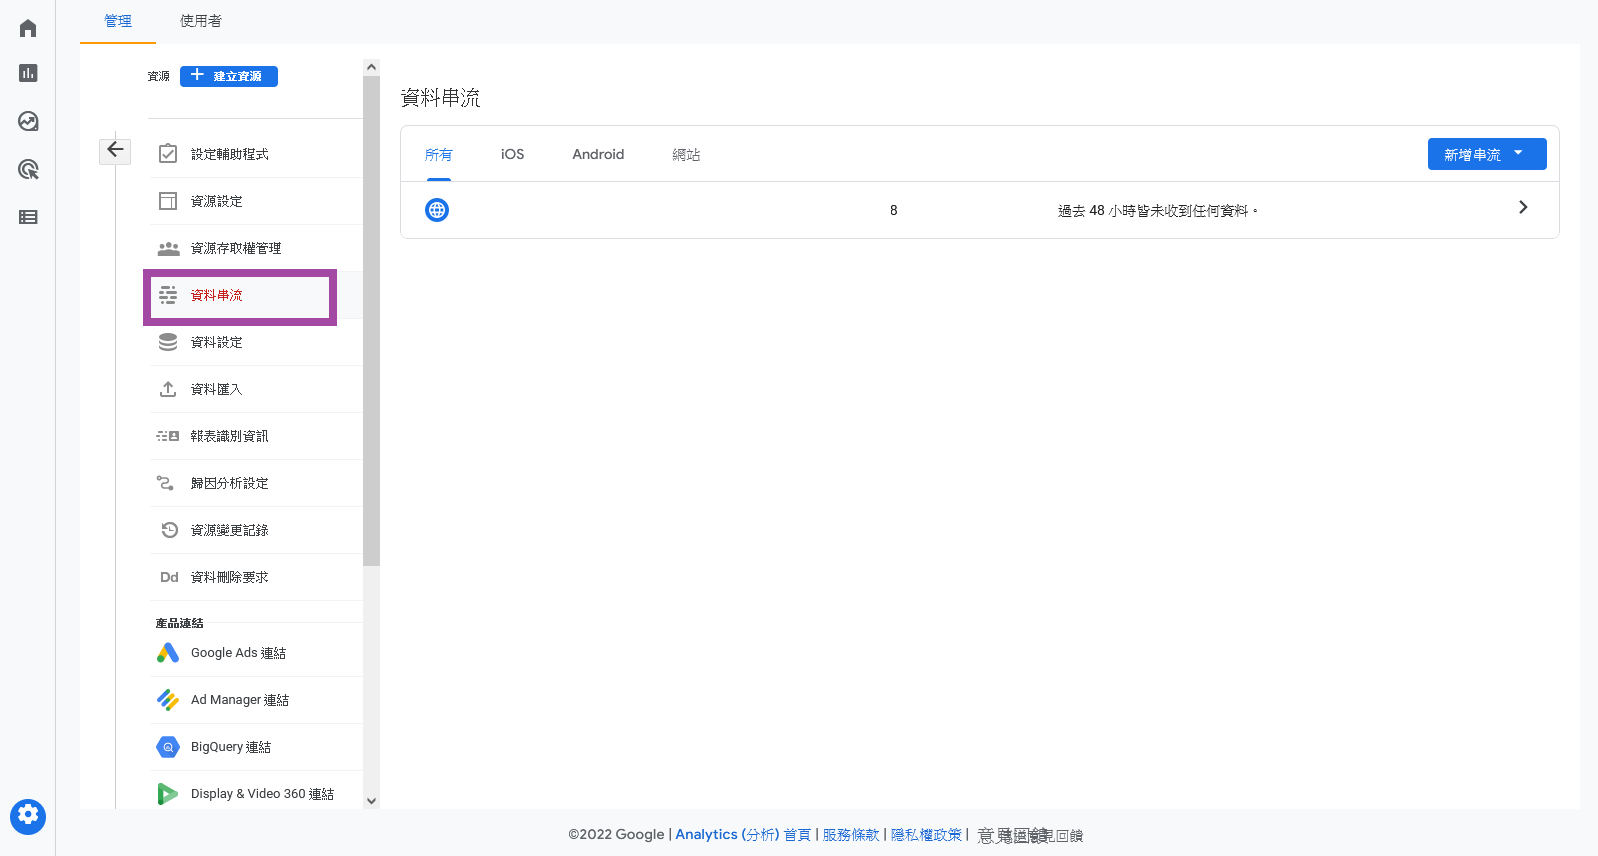 管理
使用者
資源
建立資源
設定輔助程式
資源設定
資源存取權管理
資料串流
資料設定
資料匯入
報表識別資訊
歸因分析設定
資源變更記錄
Dd 資料刪除要求
產品連結
Google Ads 連結
Ad Manager 連結
BigQuery 連結
Display & Video 360 連結
資料串流
所有
iOS
Android
網站
新增串流
8
過去 48 小時皆未收到任何資料。
©2022 Google | Analytics (分析) 首頁 | 服務條款 | 隱私權政策 | 意見回饋